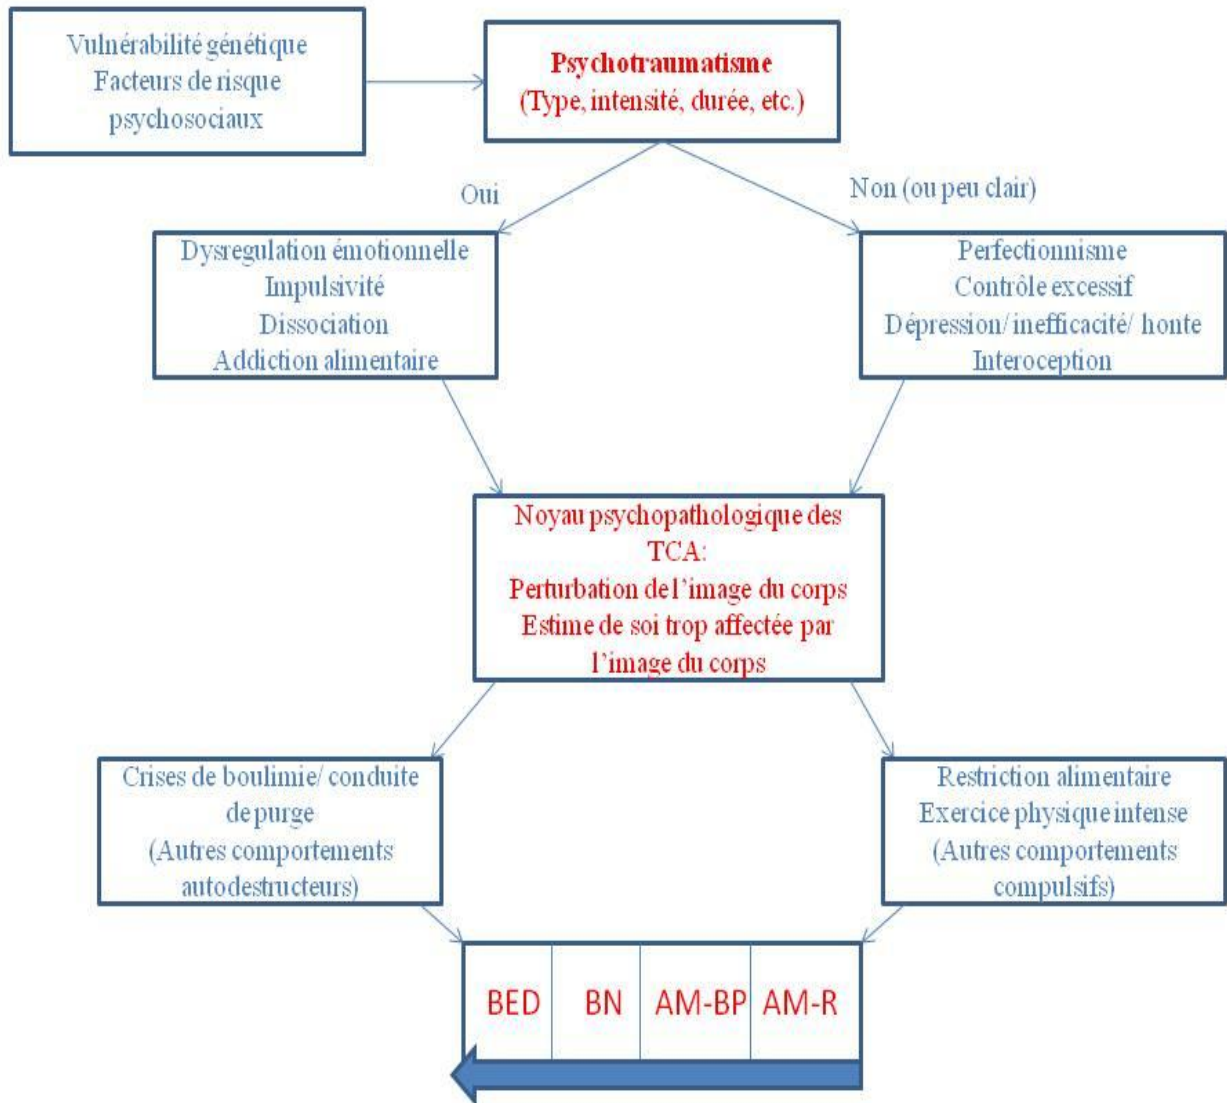 Vulnérabilité génétique
Facteurs de risque
psychosociaux
Psychotraumatisme
(Type, intensité, durée, etc.)
Oui
Non (ou peu clair)
Dysregulation émotionnelle
Impulsivité
Dissociation
Addiction alimentaire
Perfectionnisme
Contrôle excessif
Dépression/ inefficacité/ honte
Interoception
Noyau psychopathologique des
TCA:
Perturbation de l'image du corps
Estime de soi trop affectée par
l'image du corps
Crises de boulimie/ conduite
de purge
(Autres comportements
autodestructeurs)
Restriction alimentaire
Exercice physique intense
(Autres comportements
compulsifs)
BED BN AM-BP AM-R